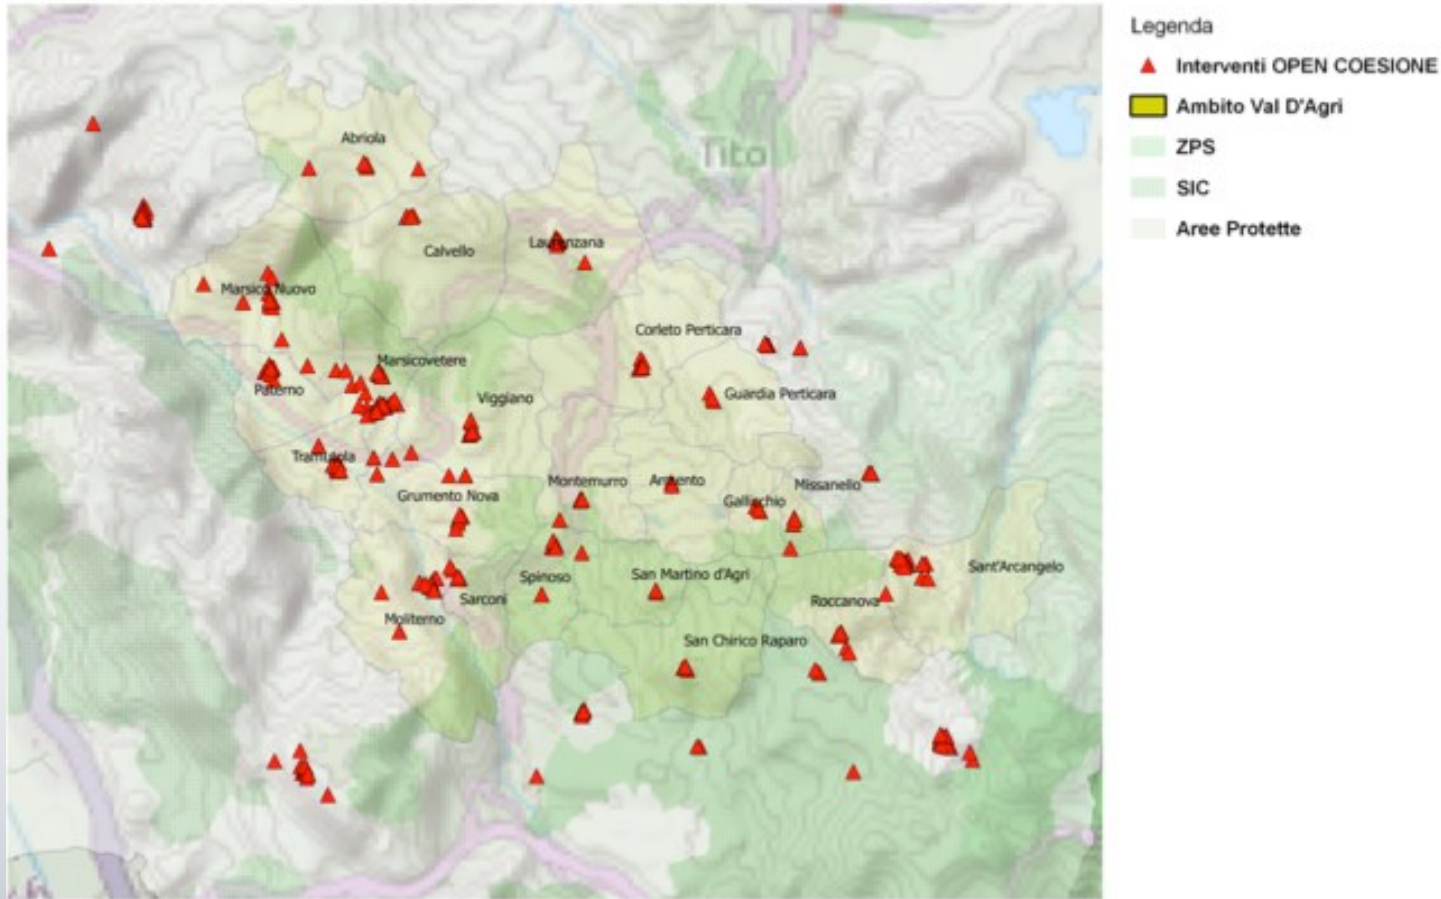 Legenda
Interventi OPEN COESIONE
Ambito Val D'Agri
ZPS
SIC
Aree Protette
Abriola
Tito
Laurenzana
Calvello
Marsico Nuovo
Corleto Perticara
Marsicovetere
Paterno
Guardia Perticara
Viggiano
Tramutola
Montemurro
Armento
Missanello
Grumento Nova
Gallicchio
Sant'Arcangelo
Spinoso
San Martino d'Agri
Sarconi
Roccanova
Moliterno
San Chirico Raparo